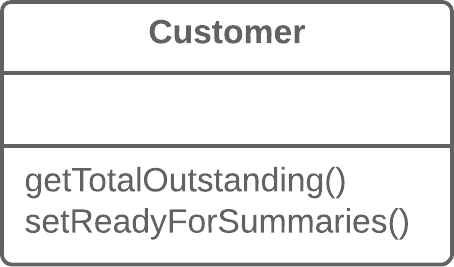 Customer
getTotalOutstanding()
setReadyForSummaries()